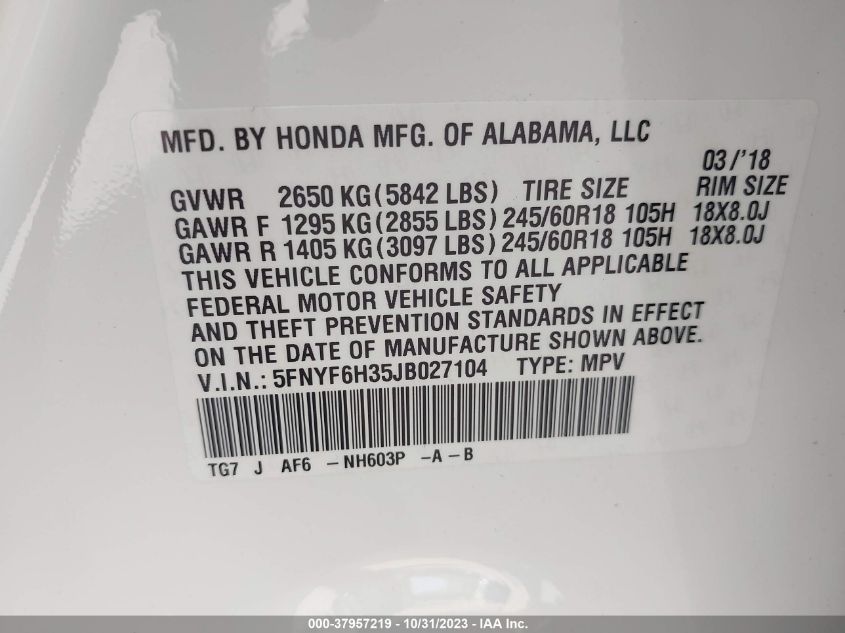 MFD. BY HONDA MFG. OF ALABAMA, LLC
03/'18
GVWR 2650 KG(5842 LBS) TIRE SIZE RIM SIZE
GAWR F 1295 KG(2855 LBS) 245/60R18 105H 18X8.0J
GAWR R 1405 KG(3097 LBS) 245/60R18 105H 18X8.0J
THIS VEHICLE CONFORMS TO ALL APPLICABLE
FEDERAL MOTOR VEHICLE SAFETY
AND THEFT PREVENTION STANDARDS IN EFFECT
ON THE DATE OF MANUFACTURE SHOWN ABOVE.
V.I.N.: 5FNYF6H35JB027104 TYPE: MPV
TG7 J AF6 -NH603P -A-B
000-37957219 - 10/31/2023 - IAA Inc.